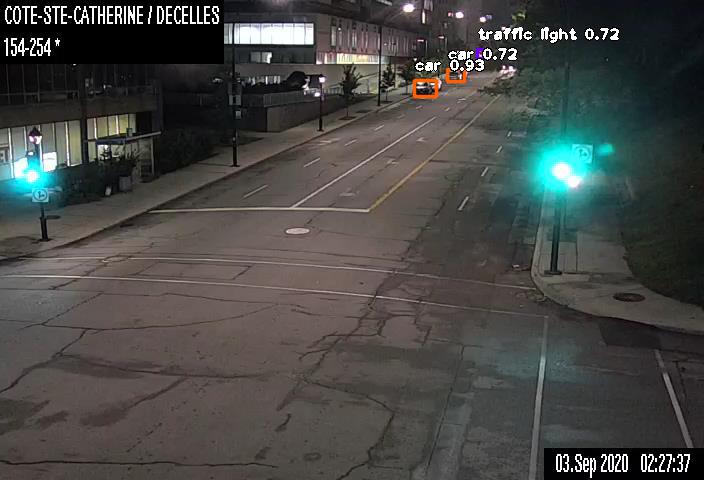 COTE-STE-CATHERINE / DECELLES
154-254 *
traffic light 0.72
car 0.72
car 0.93
03.Sep 2020 02:27:37